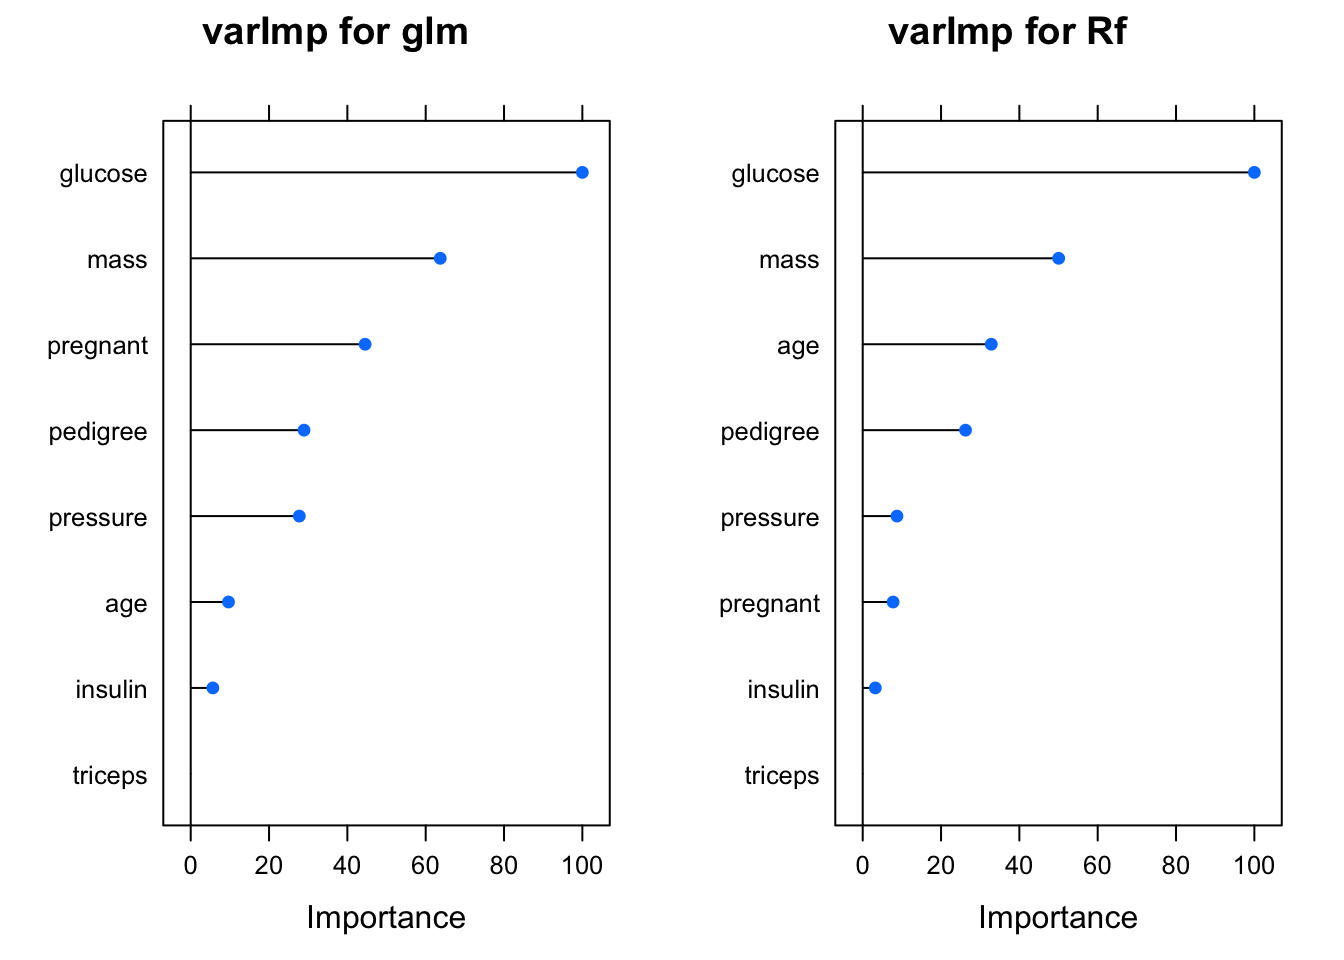 varImp for glm
glucose
mass
pregnant
pedigree
pressure
age
insulin
triceps
0 20 40 60 80 100
Importance
varImp for Rf
glucose
mass
age
pedigree
pressure
pregnant
insulin
triceps
0 20 40 60 80 100
Importance